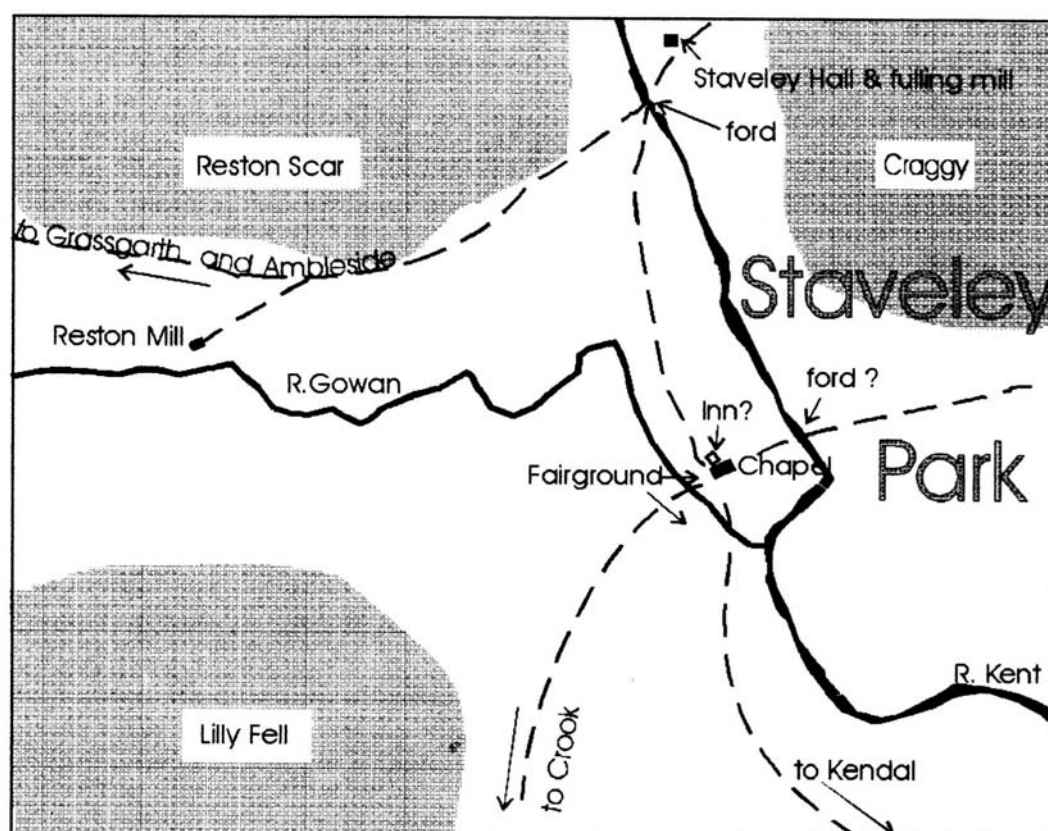 Staveley Hall & fulling mill
ford
Reston Scar
Craggy
to Grassgarth and Ambleside
Staveley
Park
Reston Mill
R.Gowan
ford ?
Inn?
Fairground
Chapel
R. Kent
Lilly Fell
to Crook
to Kendal